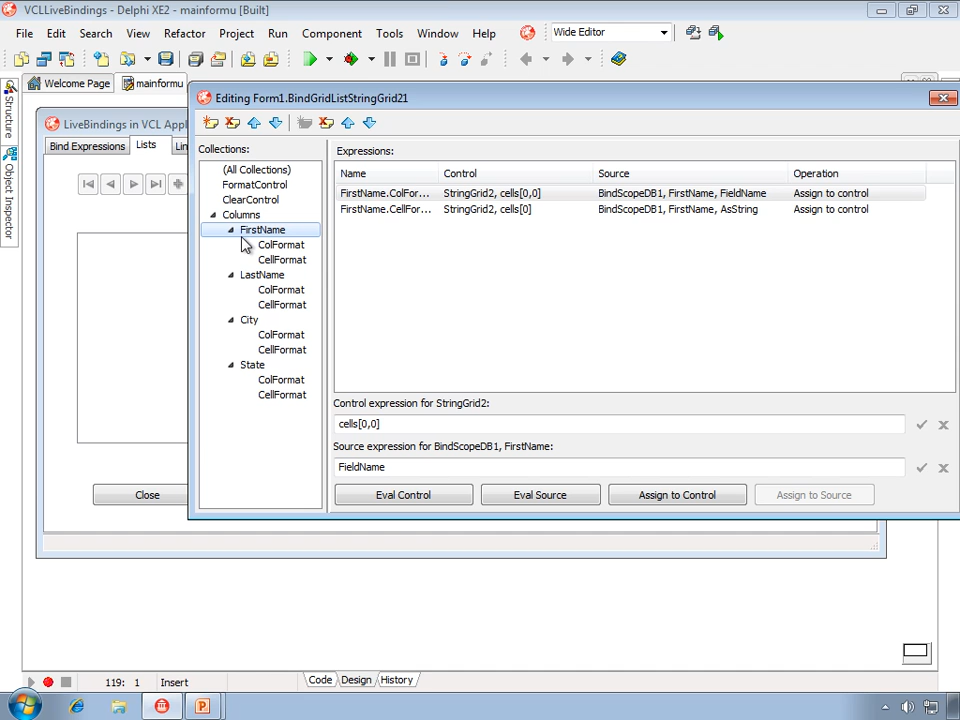 VCLLiveBindings - Delphi XE2 - mainformu [Built]
File Edit Search View Refactor Project Run Component Tools Window Help Wide Editor
Welcome Page mainformu
Structure
Object Inspector
LiveBindings in VCL Appl
Bind Expressions Lists Lin
Close
Editing Form1.BindGridListStringGrid21
Collections:
(All Collections)
FormatControl
ClearControl
Columns
FirstName
ColFormat
CellFormat
LastName
ColFormat
CellFormat
City
ColFormat
CellFormat
State
ColFormat
CellFormat
Expressions:
Name Control Source Operation
FirstName.ColFor... StringGrid2, cells[0,0] BindScopeDB1, FirstName, FieldName Assign to control
FirstName.CellFor... StringGrid2, cells[0] BindScopeDB1, FirstName, AsString Assign to control
Control expression for StringGrid2:
cells[0,0]
Source expression for BindScopeDB1, FirstName:
FieldName
Eval Control Eval Source Assign to Control Assign to Source
119: 1 Insert Code Design History